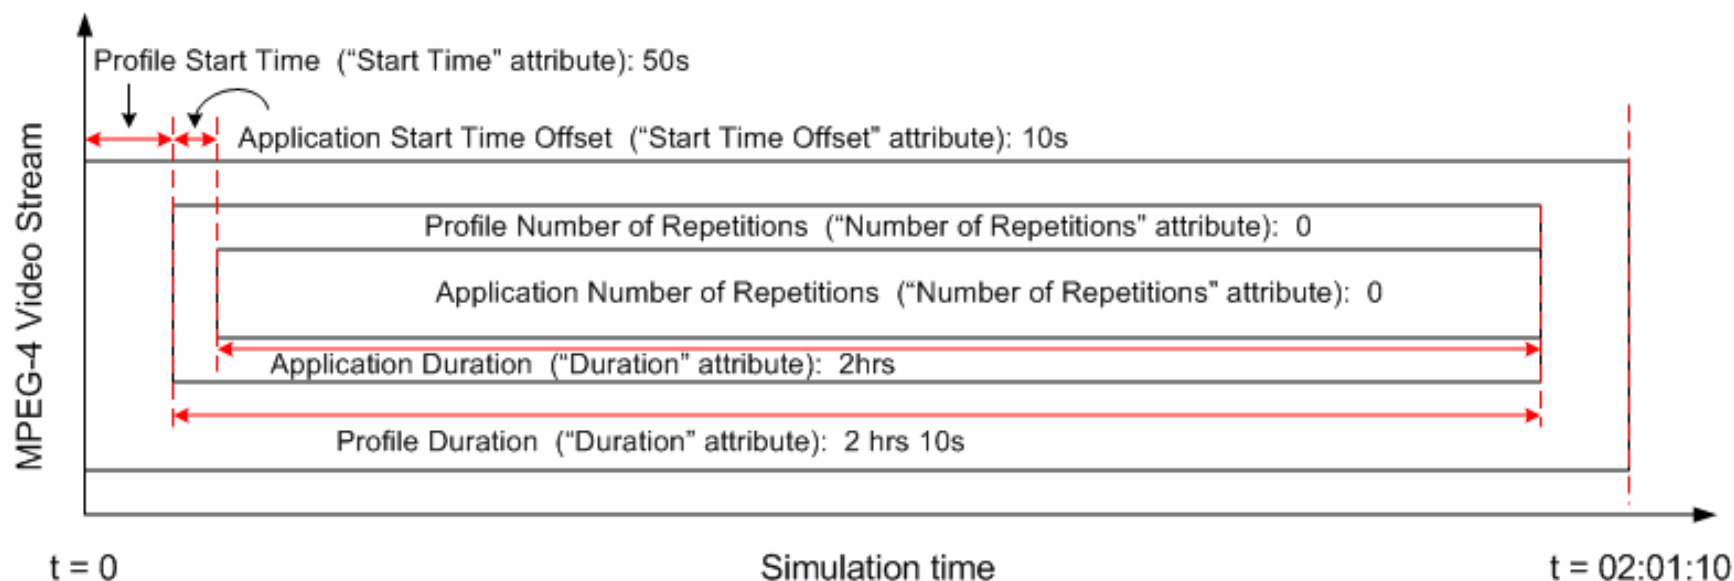 Profile Start Time (“Start Time” attribute): 50s
Application Start Time Offset (“Start Time Offset” attribute): 10s
MPEG-4 Video Stream
Profile Number of Repetitions (“Number of Repetitions” attribute): 0
Application Number of Repetitions (“Number of Repetitions” attribute): 0
Application Duration (“Duration” attribute): 2hrs
Profile Duration (“Duration” attribute): 2 hrs 10s
t = 0
Simulation time
t = 02:01:10